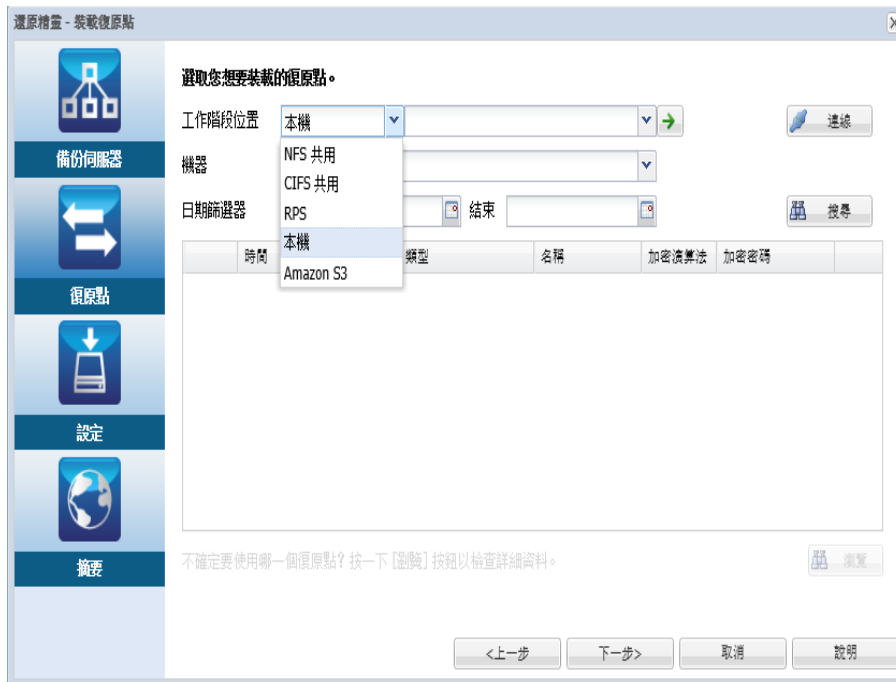 還原精靈 - 裝載復原點
備份伺服器
復原點
設定
摘要
選取您想要裝載的復原點。
工作階段位置 本機
NFS 共用
CIFS 共用
RPS
本機
Amazon S3
連線
機器
日期篩選器 結束 搜尋
時間 類型 名稱 加密演算法 加密密碼
不確定要使用哪一個復原點? 按一下 [瀏覽] 按鈕以檢查詳細資料。 瀏覽
<上一步 下一步> 取消 說明